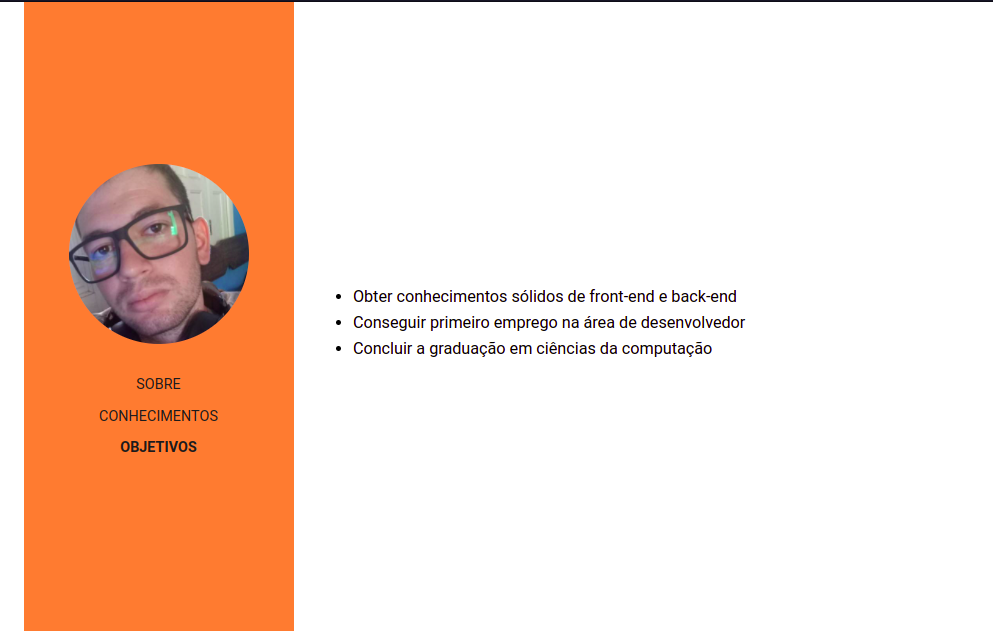 SOBRE
CONHECIMENTOS
OBJETIVOS
Obter conhecimentos sólidos de front-end e back-end
Conseguir primeiro emprego na área de desenvolvedor
Concluir a graduação em ciências da computação